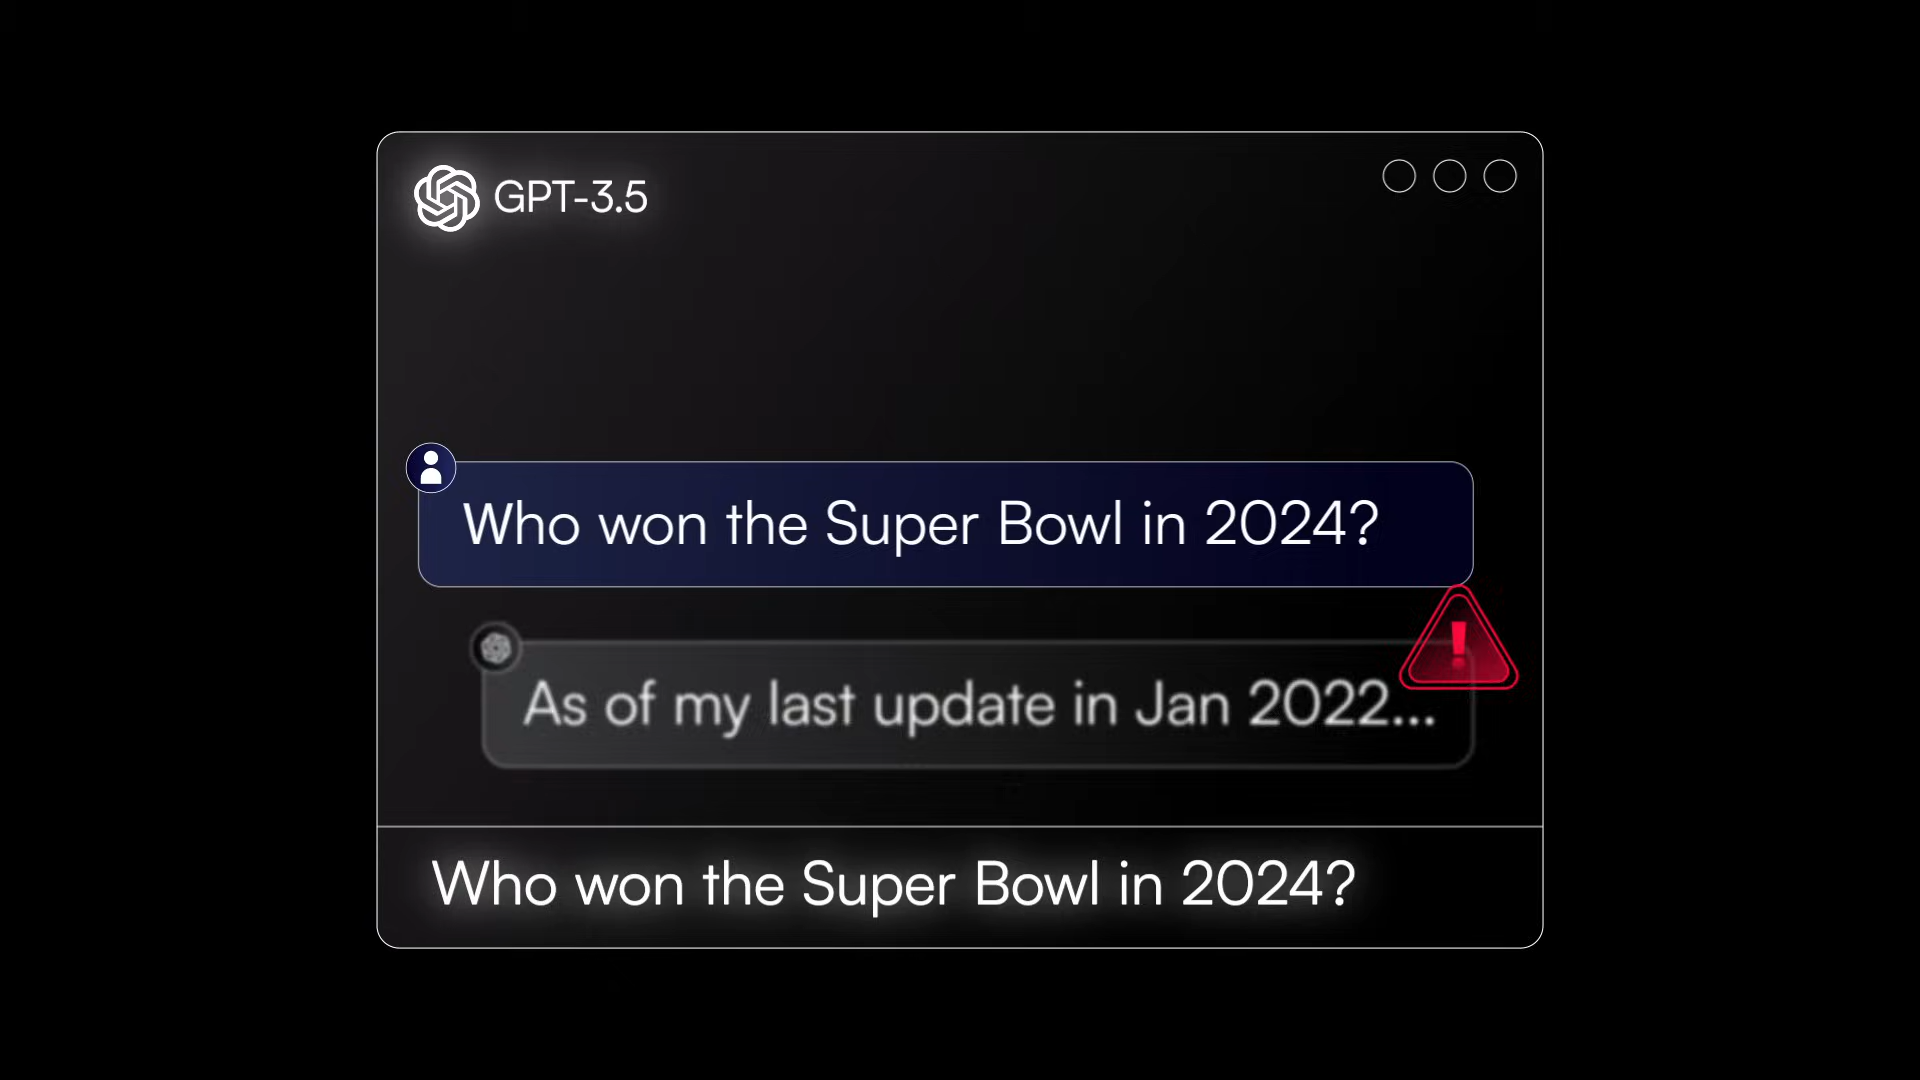 GPT-3.5
Who won the Super Bowl in 2024?
!
As of my last update in Jan 2022...
Who won the Super Bowl in 2024?